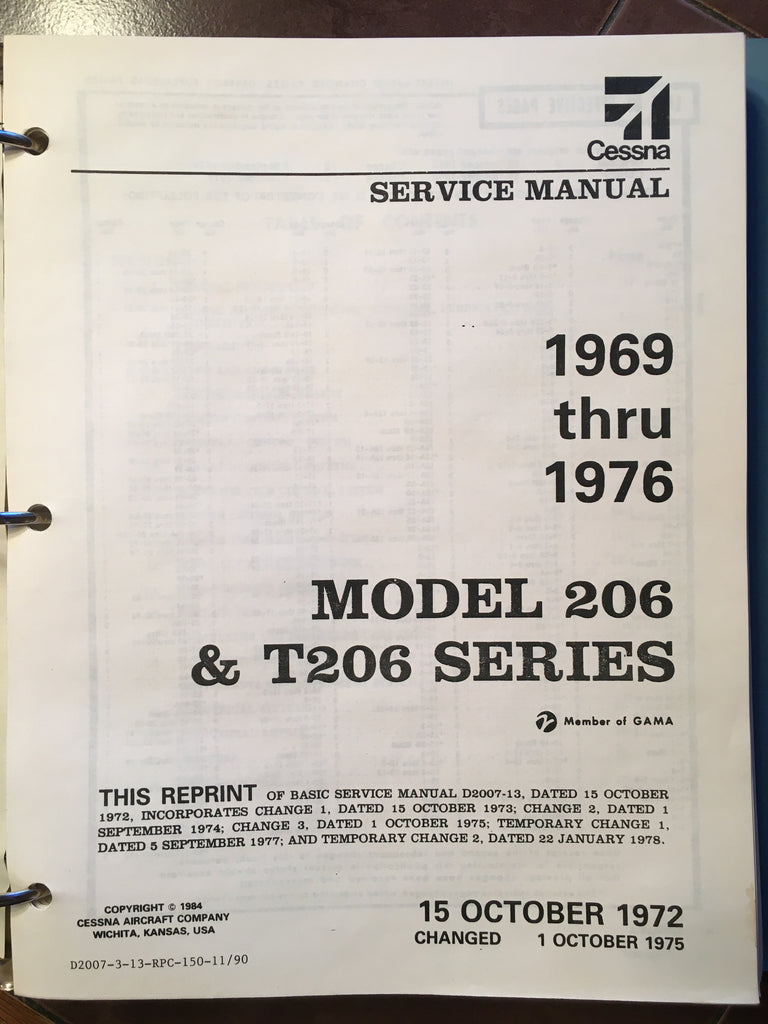 Cessna
SERVICE MANUAL
1969
thru
1976
MODEL 206
& T206 SERIES
Member of GAMA
THIS REPRINT OF BASIC SERVICE MANUAL D2007-13, DATED 15 OCTOBER
1972, INCORPORATES CHANGE 1, DATED 15 OCTOBER 1973; CHANGE 2, DATED 1
SEPTEMBER 1974; CHANGE 3, DATED 1 OCTOBER 1975; TEMPORARY CHANGE 1,
DATED 5 SEPTEMBER 1977; AND TEMPORARY CHANGE 2, DATED 22 JANUARY 1978.
COPYRIGHT © 1984
CESSNA AIRCRAFT COMPANY
WICHITA, KANSAS, USA
D2007-3-13-RPC-150-11/90
15 OCTOBER 1972
CHANGED 1 OCTOBER 1975